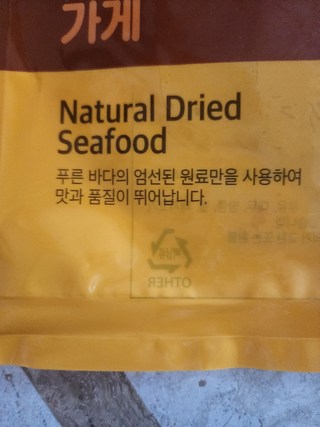 가게
Natural Dried
Seafood
푸른 바다의 엄선된 원료만을 사용하여
맛과 품질이 뛰어납니다.
OTHER